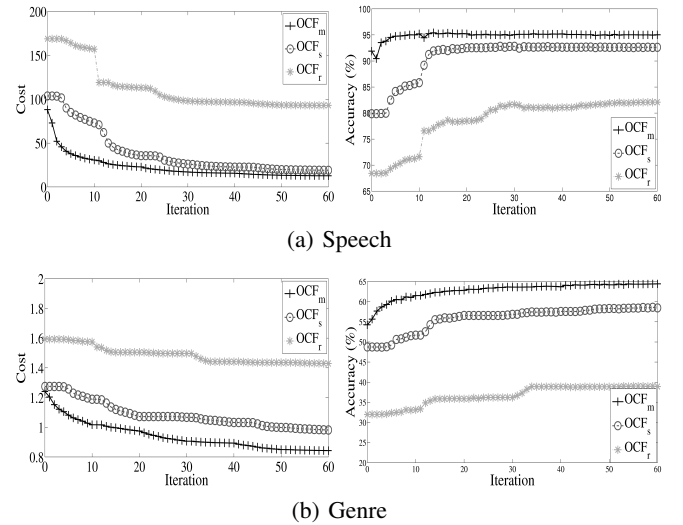 200
150
100
50
0
Cost
0 10 20 30 40 50 60
Iteration
OCFm
OCFs
OCFr
100
95
90
85
80
75
70
65
Accuracy (%)
0 10 20 30 40 50 60
Iteration
OCFm
OCFs
OCFr
(a) Speech
2
1.8
1.6
1.4
1.2
1
0.8
Cost
0 10 20 30 40 50 60
Iteration
OCFm
OCFs
OCFr
65
60
55
50
45
40
35
30
25
20
Accuracy (%)
0 10 20 30 40 50 60
Iteration
OCFm
OCFs
OCFr
(b) Genre